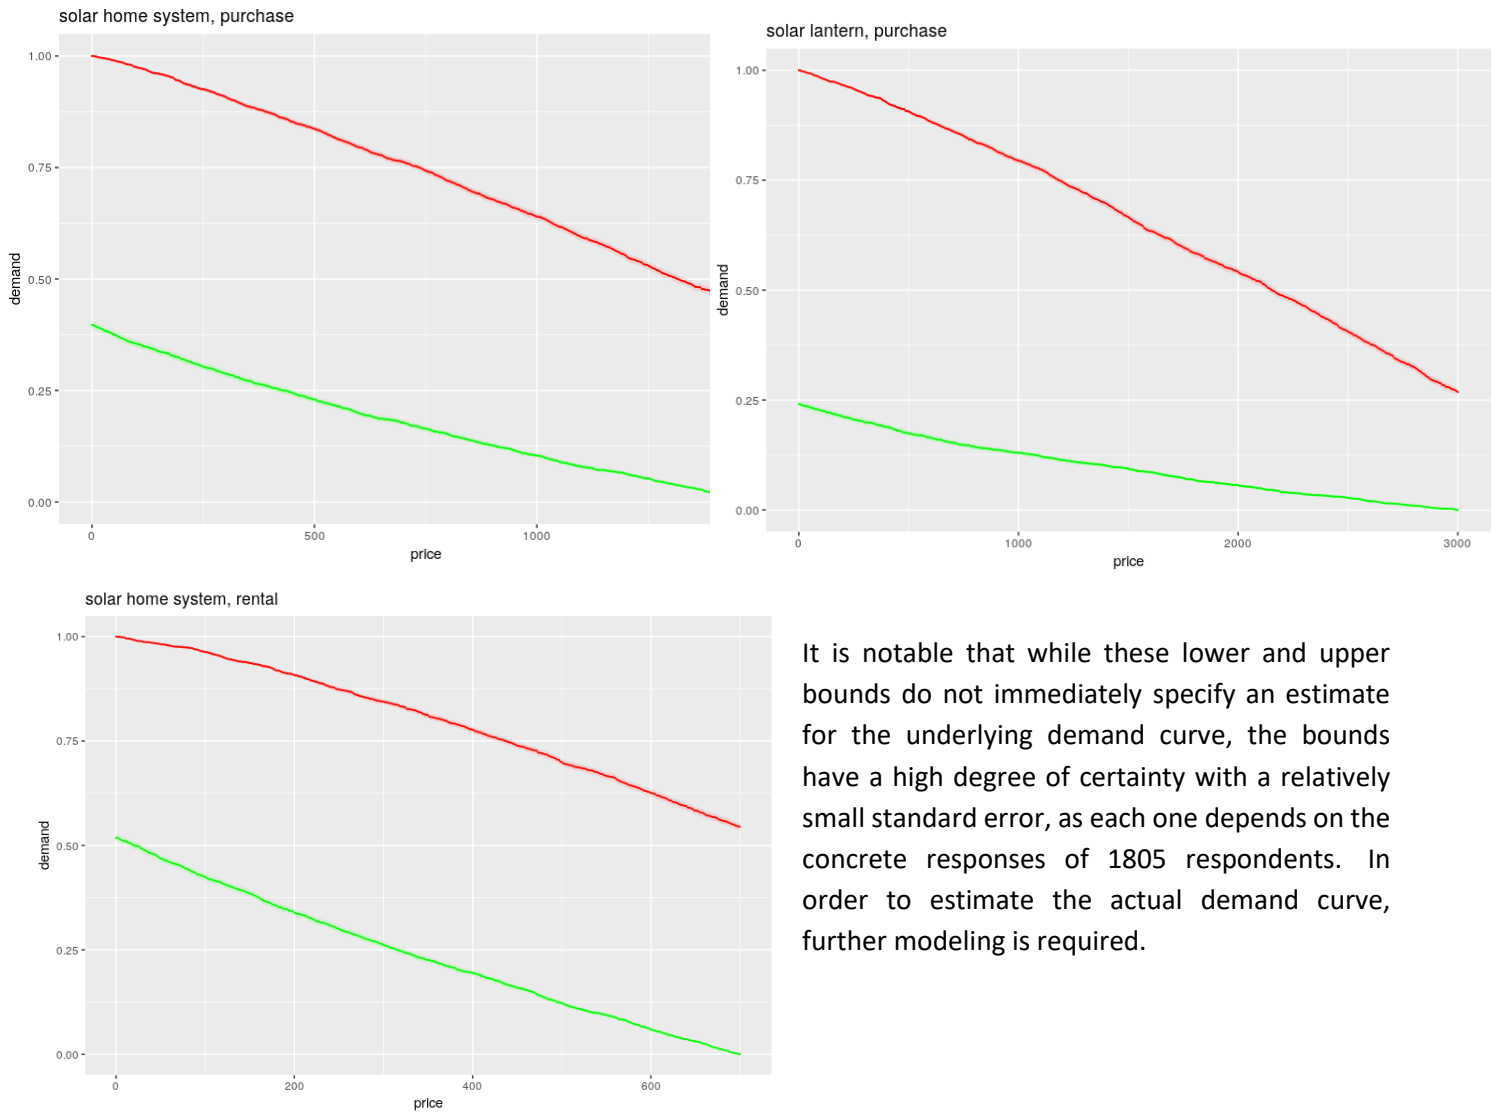 solar home system, purchase
1.00
0.75
0.50
0.25
0.00
demand
0 500 1000
price
solar lantern, purchase
1.00
0.75
0.50
0.25
0.00
demand
0 1000 2000 3000
price
solar home system, rental
1.00
0.75
0.50
0.25
0.00
demand
0 200 400 600
price
It is notable that while these lower and upper
bounds do not immediately specify an estimate
for the underlying demand curve, the bounds
have a high degree of certainty with a relatively
small standard error, as each one depends on the
concrete responses of 1805 respondents. In
order to estimate the actual demand curve,
further modeling is required.